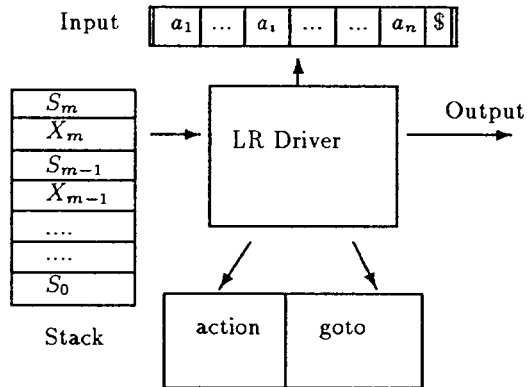 Input a₁ ... aᵢ ... ... aₙ $
Sₘ
Xₘ
Sₘ₋₁
Xₘ₋₁
....
....
S₀
Stack
LR Driver
Output
action goto